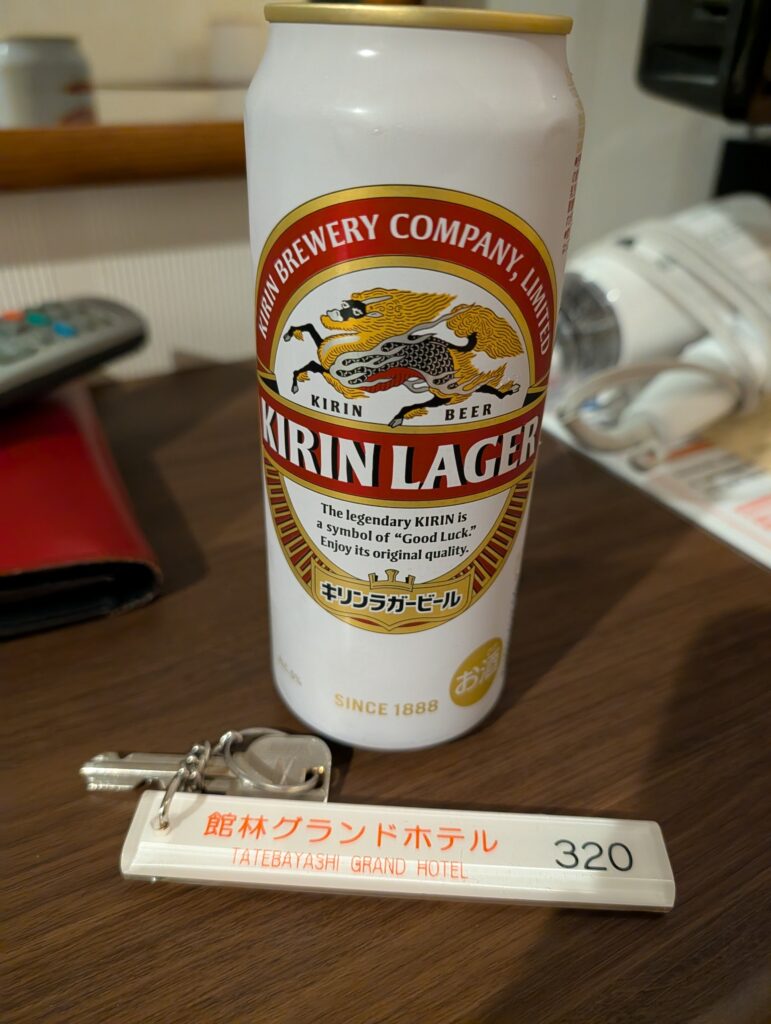 KIRIN BREWERY COMPANY, LIMITED
KIRIN BEER
KIRIN LAGER
The legendary KIRIN is
a symbol of “Good Luck.”
Enjoy its original quality.
キリンラガービール
お酒
SINCE 1888
館林グランドホテル
TATEBAYASHI GRAND HOTEL
320